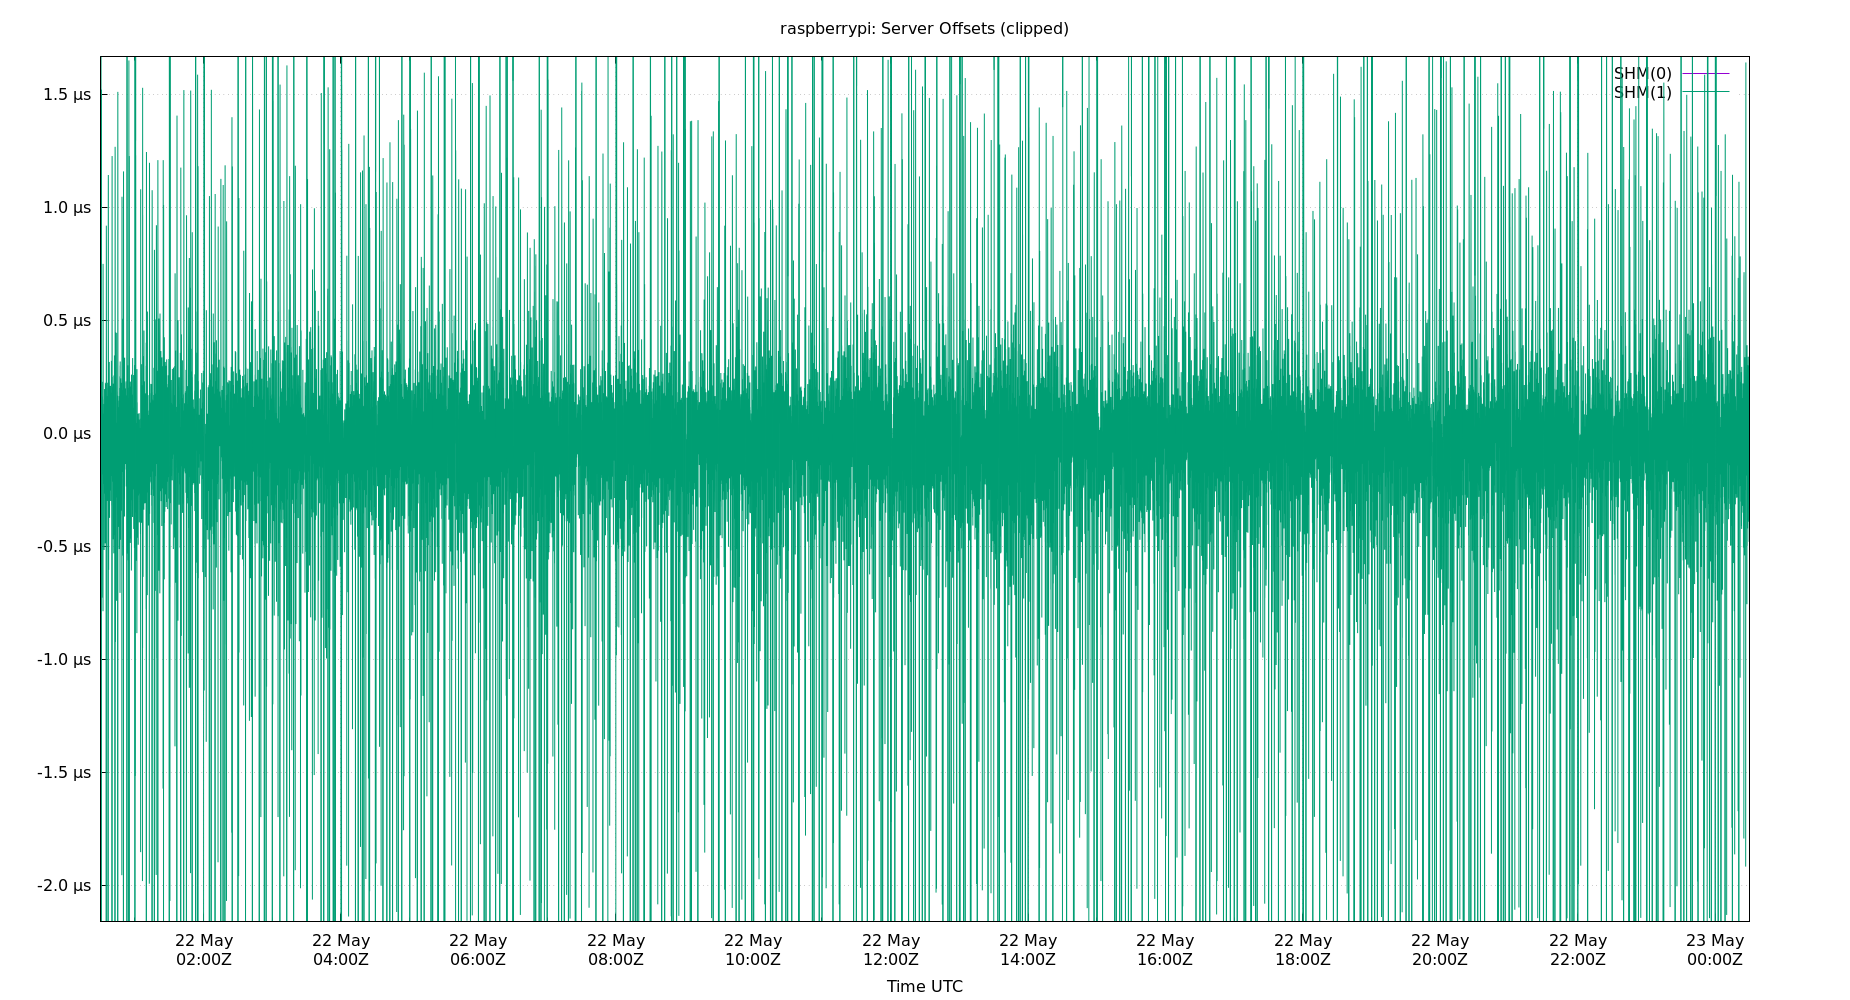 raspberrypi: Server Offsets (clipped)
SHM(0)
SHM(1)
1.5 µs
1.0 µs
0.5 µs
0.0 µs
-0.5 µs
-1.0 µs
-1.5 µs
-2.0 µs
22 May 22 May 22 May 22 May 22 May 22 May 22 May 22 May 22 May 22 May 22 May 23 May
02:00Z 04:00Z 06:00Z 08:00Z 10:00Z 12:00Z 14:00Z 16:00Z 18:00Z 20:00Z 22:00Z 00:00Z
Time UTC